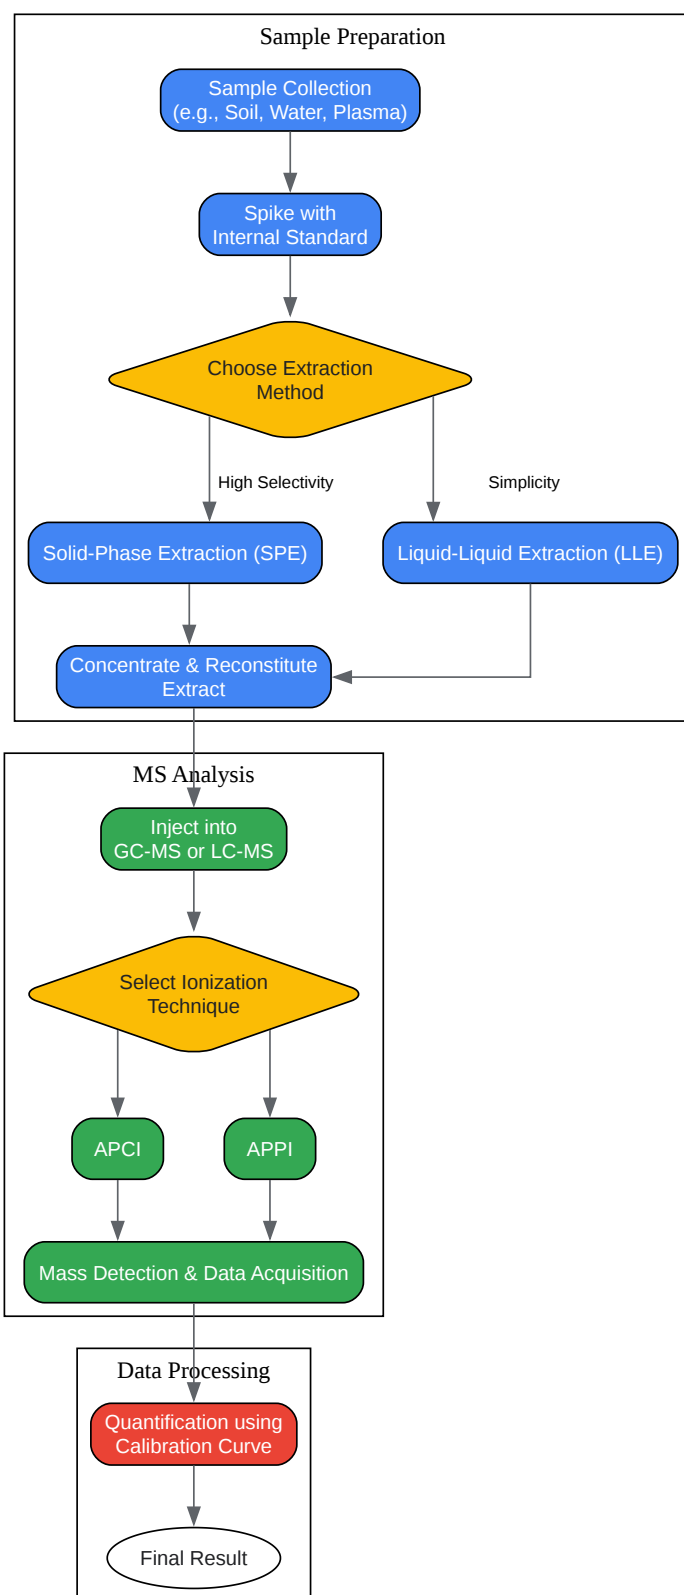 Sample Preparation
Sample Collection
(e.g., Soil, Water, Plasma)
Spike with
Internal Standard
Choose Extraction
Method
High Selectivity
Simplicity
Solid-Phase Extraction (SPE)
Liquid-Liquid Extraction (LLE)
Concentrate & Reconstitute
Extract
MS Analysis
Inject into
GC-MS or LC-MS
Select Ionization
Technique
APCI
APPI
Mass Detection & Data Acquisition
Data Processing
Quantification using
Calibration Curve
Final Result